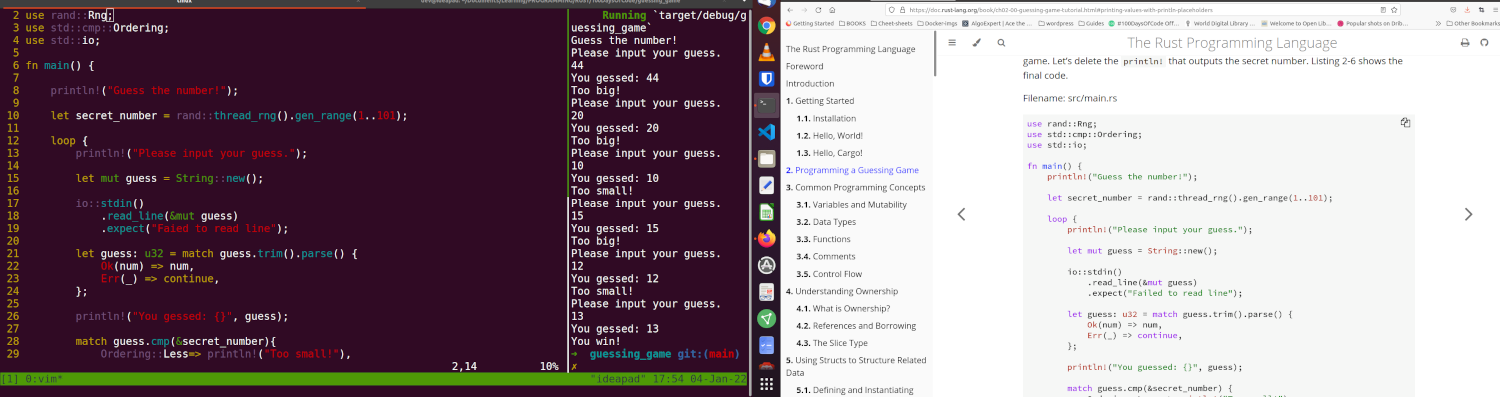 2 use rand::Rng;
3 use std::cmp::Ordering;
4 use std::io;
5
6 fn main() {
7
8 println!("Guess the number!");
9
10 let secret_number = rand::thread_rng().gen_range(1..101);
11
12 loop {
13 println!("Please input your guess.");
14
15 let mut guess = String::new();
16
17 io::stdin()
18 .read_line(&mut guess)
19 .expect("Faied to read line");
20
21 let guess: u32 = match guess.trim().parse() {
22 Ok(num) => num,
23 Err(_) => continue,
24 };
25
26 println!("You gessed: {}", guess);
27
28 match guess.cmp(&secret_number){
29 Ordering::Less=> println!("Too small!"),
2,14 10%
[1] 0:vim*
"ideapad" 17:54 04-Jan-22
Running `target/debug/g
uessing_game`
Guess the number!
Please input your guess.
44
You gessed: 44
Too big!
Please input your guess.
20
You gessed: 20
Too big!
Please input your guess.
10
You gessed: 10
Too small!
Please input your guess.
15
You gessed: 15
Too big!
Please input your guess.
12
You gessed: 12
Too small!
Please input your guess.
13
You gessed: 13
You win!
→ guessing_game git:(main)
✗
https://doc.rust-lang.org/book/ch02-00-guessing-game-tutorial.html#printing-values-with-println-placeholders
Getting Started
BOOKS
Cheet-sheets
Docker-imgs
AlgoExpert | Ace the ...
wordpress
Guides
#100DaysOfCode Off...
The Ultimate Guide t...
Welcome to Open Lib...
Popular shots on Drib...
Other Bookmarks
The Rust Programming Language
Foreword
Introduction
1. Getting Started
1.1. Installation
1.2. Hello, World!
1.3. Hello, Cargo!
2. Programming a Guessing Game
3. Common Programming Concepts
3.1. Variables and Mutability
3.2. Data Types
3.3. Functions
3.4. Comments
3.5. Control Flow
4. Understanding Ownership
4.1. What is Ownership?
4.2. References and Borrowing
4.3. The Slice Type
5. Using Structs to Structure Related
Data
5.1. Defining and Instantiating
The Rust Programming Language
game. Let's delete the println! that outputs the secret number. Listing 2-6 shows the
final code.
Filename: src/main.rs
use rand::Rng;
use std::cmp::Ordering;
use std::io;
fn main() {
println!("Guess the number!");
let secret_number = rand::thread_rng().gen_range(1..101);
loop {
println!("Please input your guess.");
let mut guess = String::new();
io::stdin()
.read_line(&mut guess)
.expect("Failed to read line");
let guess: u32 = match guess.trim().parse() {
Ok(num) => num,
Err(_) => continue,
};
println!("You guessed: {}", guess);
match guess.cmp(&secret_number) {